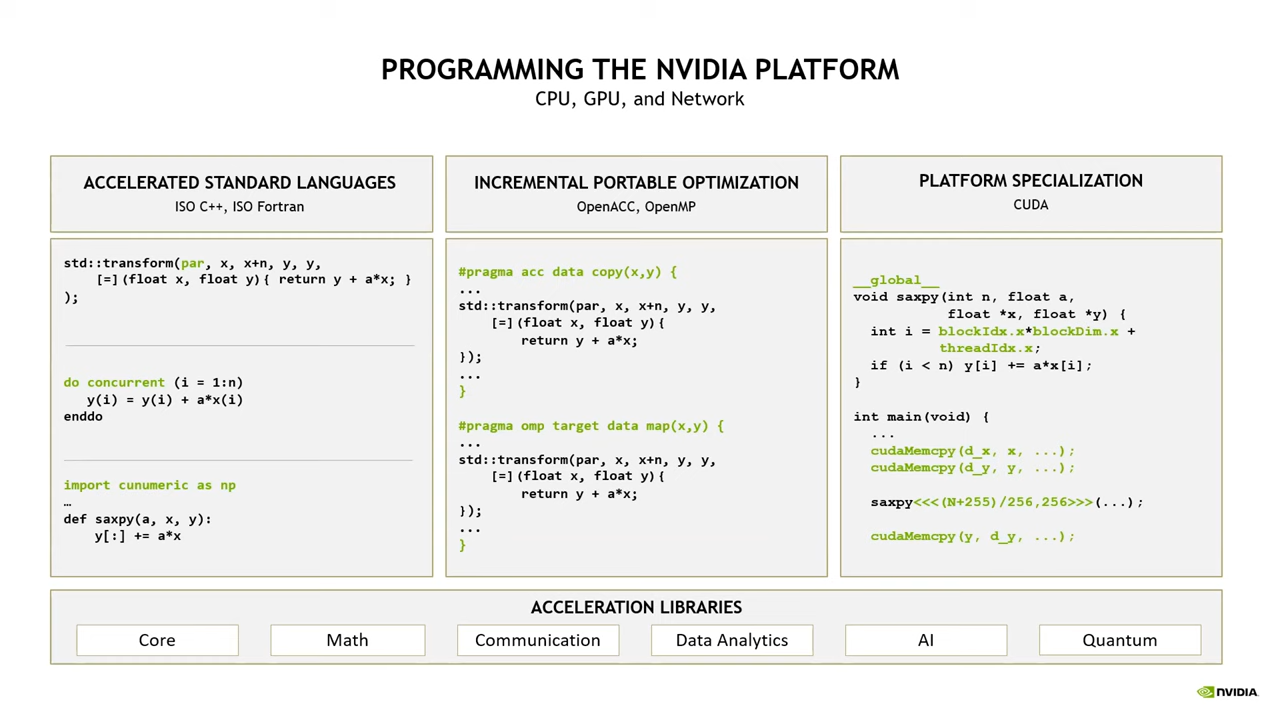 PROGRAMMING THE NVIDIA PLATFORM
CPU, GPU, and Network
ACCELERATED STANDARD LANGUAGES
ISO C++, ISO Fortran
std::transform(par, x, x+n, y, y,
[=](float x, float y){ return y + a*x; }
);
do concurrent (i = 1:n)
y(i) = y(i) + a*x(i)
enddo
import cunumeric as np
…
def saxpy(a, x, y):
y[:] += a*x
INCREMENTAL PORTABLE OPTIMIZATION
OpenACC, OpenMP
#pragma acc data copy(x,y) {
...
std::transform(par, x, x+n, y, y,
[=](float x, float y){
return y + a*x;
});
...
}
#pragma omp target data map(x,y) {
...
std::transform(par, x, x+n, y, y,
[=](float x, float y){
return y + a*x;
});
...
}
PLATFORM SPECIALIZATION
CUDA
__global__
void saxpy(int n, float a,
float *x, float *y) {
int i = blockIdx.x*blockDim.x +
threadIdx.x;
if (i < n) y[i] += a*x[i];
}
int main(void) {
...
cudaMemcpy(d_x, x, ...);
cudaMemcpy(d_y, y, ...);
saxpy<<<(N+255)/256,256>>>(...);
cudaMemcpy(y, d_y, ...);
ACCELERATION LIBRARIES
Core
Math
Communication
Data Analytics
AI
Quantum
NVIDIA.